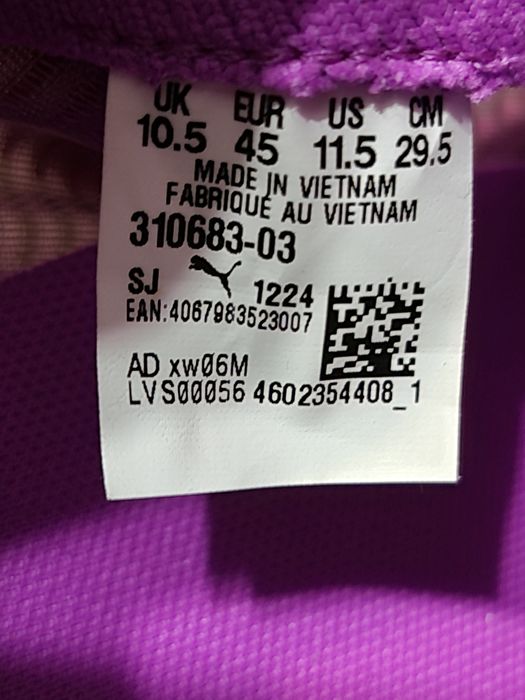 UK EUR US CM
10.5 45 11.5 29.5
MADE IN VIETNAM
FABRIQUÉ AU VIETNAM
310683-03
SJ 1224
EAN:4067983523007
AD xw06M
LVS00056 4602354408_1